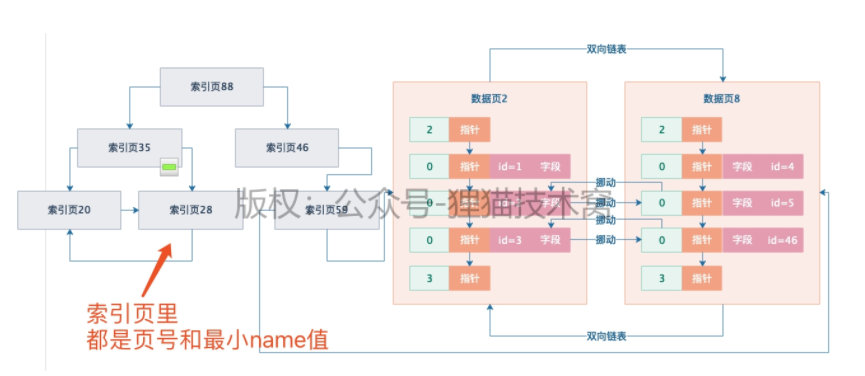 双向链表
索引页88
数据页2
数据页8
2 指针
2 指针
索引页35
索引页46
0 指针 id=1 字段
0 指针 字段 id=4
挪动
版权：公众号-狸猫技术窝
索引页20
索引页28
索引页59
0 指针
挪动
0 指针 字段 id=5
挪动
0 指针 id=3 字段
挪动
0 指针 字段 id=46
3 指针
3 指针
索引页里
都是页号和最小name值
双向链表